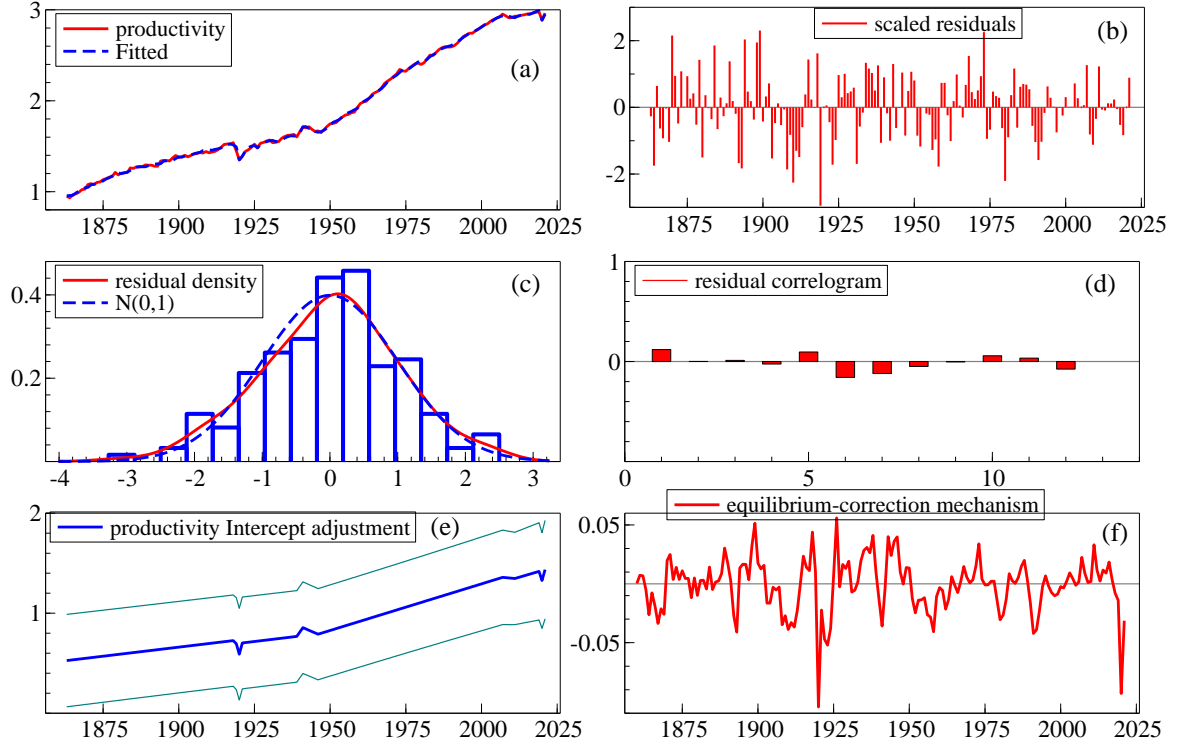 3
2
1
productivity
Fitted
(a)
1875 1900 1925 1950 1975 2000 2025
2
0
-2
scaled residuals
(b)
1875 1900 1925 1950 1975 2000 2025
0.4
0.2
residual density
N(0,1)
(c)
-4 -3 -2 -1 0 1 2 3
1
0
residual correlogram
(d)
0 5 10
2
1
productivity Intercept adjustment
(e)
1875 1900 1925 1950 1975 2000 2025
0.05
0
-0.05
equilibrium-correction mechanism
(f)
1875 1900 1925 1950 1975 2000 2025